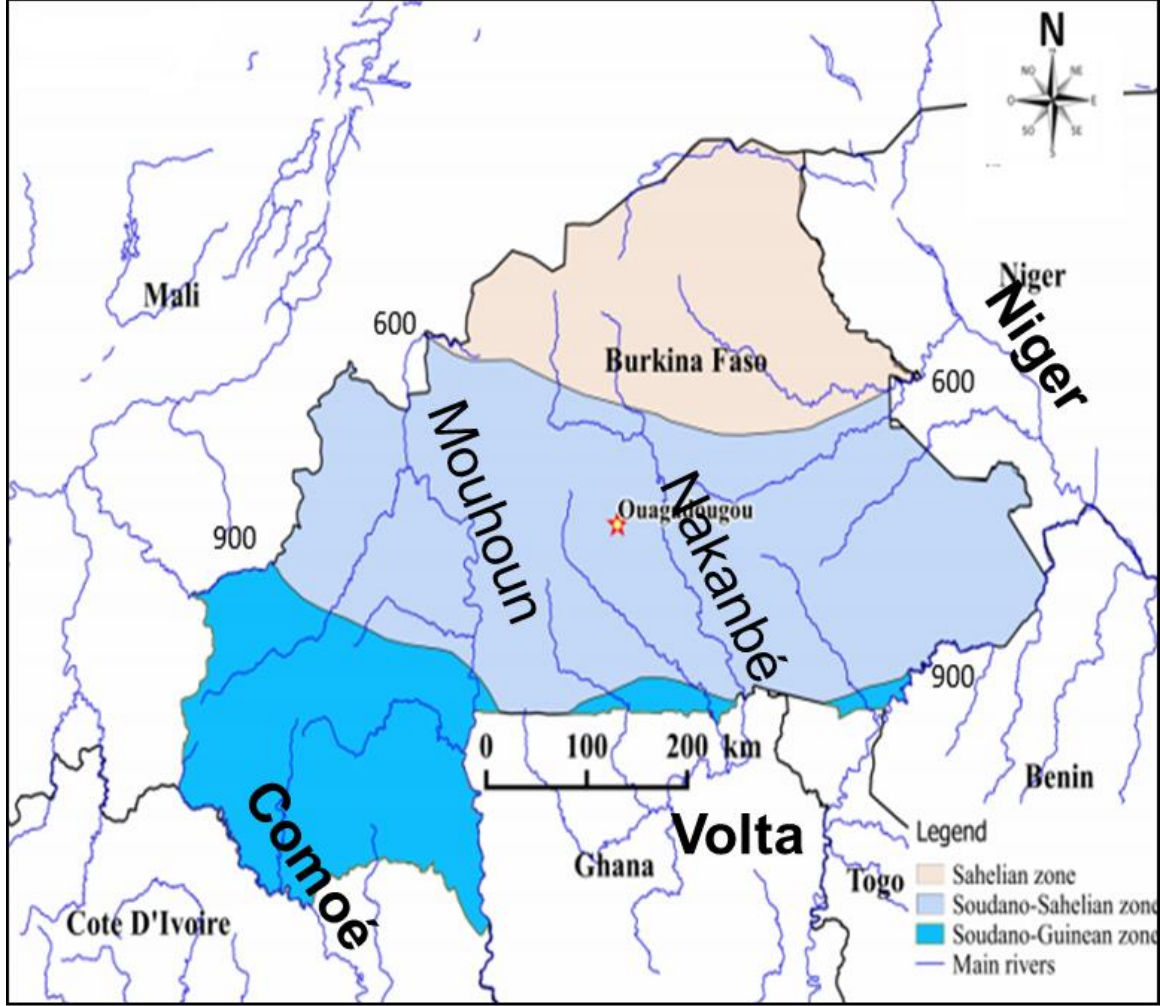 N
NO
NE
O
E
SO
SE
S
Mali
Niger
Niger
600
Burkina Faso
600
Mouhoun
Nakanbé
Ouagadougou
900
900
0 100 200 km
Benin
Comoé
Volta
Ghana
Togo
Cote D'Ivoire
Legend
Sahelian zone
Soudano-Sahelian zone
Soudano-Guinean zone
Main rivers